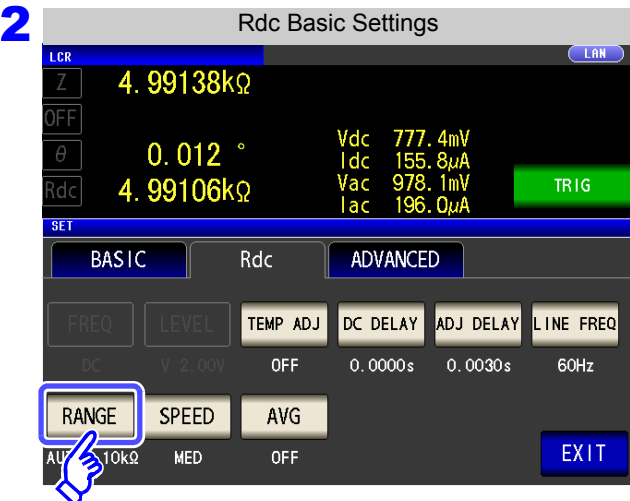 2
Rdc Basic Settings
LCR
LAN
Z 4.99138kΩ
OFF
θ 0.012 °
Rdc 4.99106kΩ
Vdc 777.4mV
Idc 155.8µA
Vac 978.1mV
Iac 196.0µA
TRIG
SET
BASIC Rdc ADVANCED
FREQ LEVEL TEMP ADJ DC DELAY ADJ DELAY LINE FREQ
DC V 2.00V OFF 0.0000s 0.0030s 60Hz
RANGE SPEED AVG
10kΩ MED OFF
EXIT